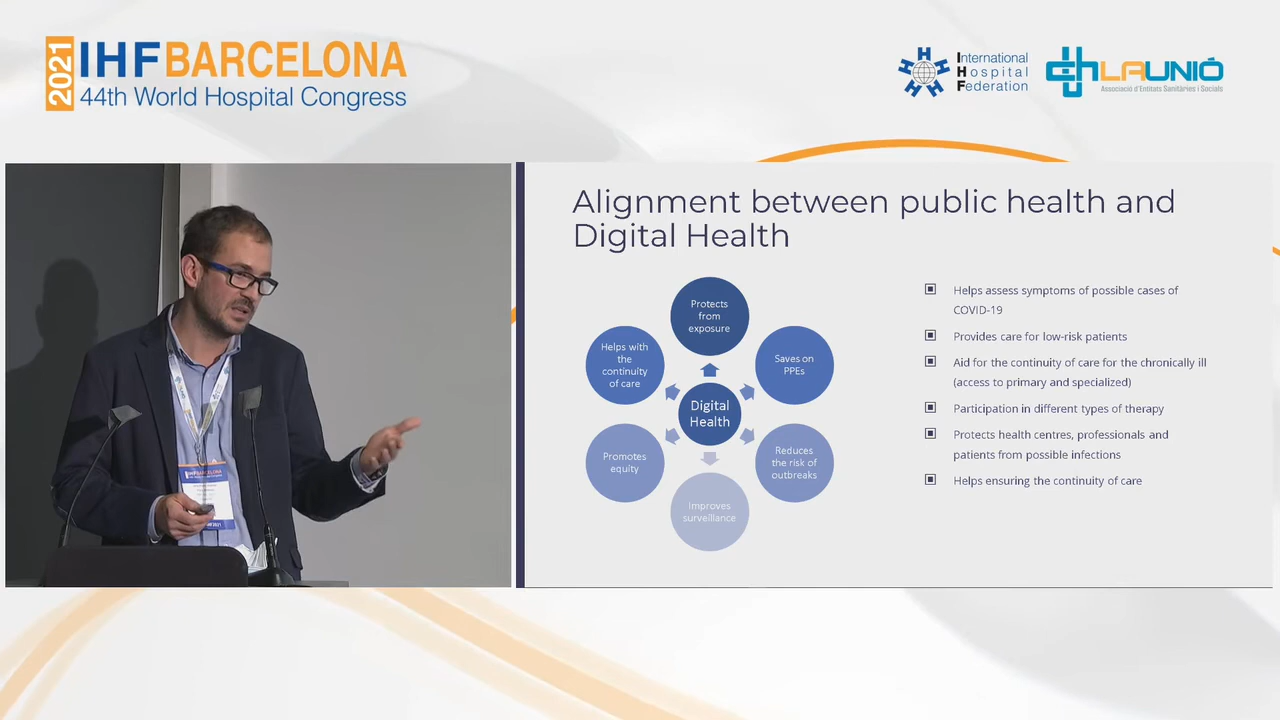 2021
IHF BARCELONA
44th World Hospital Congress
International
Hospital
Federation
LAUNIÓ
Associació d'Entitats Sanitàries i Socials
Alignment between public health and
Digital Health
Protects
from
exposure
Saves on
PPEs
Reduces
the risk of
outbreaks
Improves
surveillance
Promotes
equity
Helps with
the
continuity
of care
Digital
Health
Helps assess symptoms of possible cases of
COVID-19
Provides care for low-risk patients
Aid for the continuity of care for the chronically ill
(access to primary and specialized)
Participation in different types of therapy
Protects health centres, professionals and
patients from possible infections
Helps ensuring the continuity of care
IHF BARCELONA